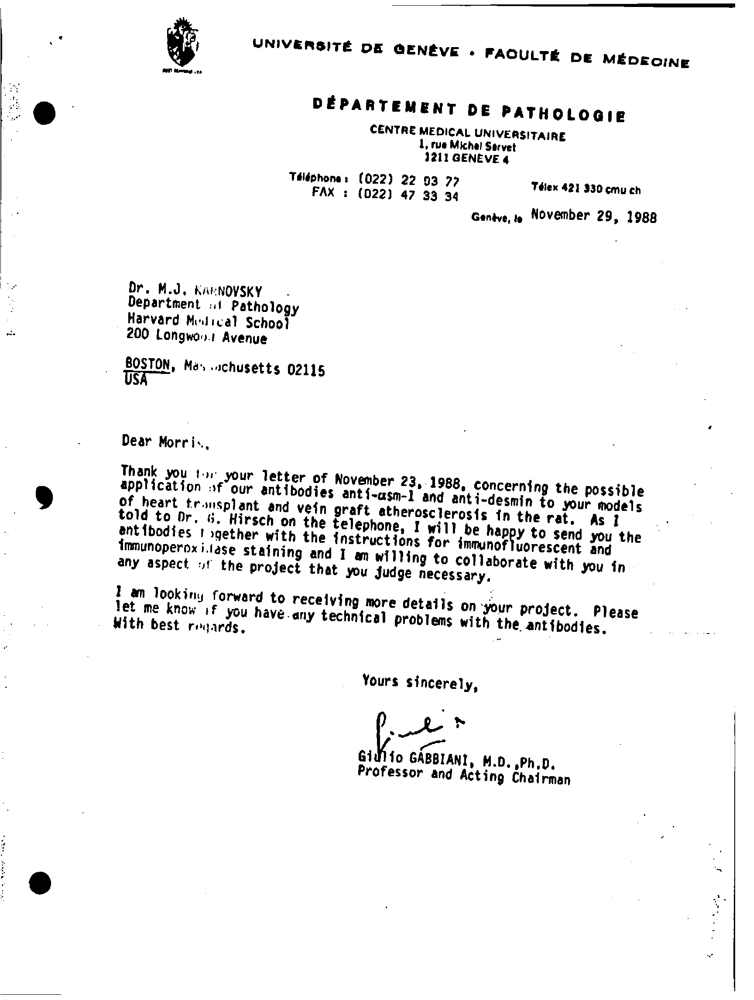 UNIVERSITÉ DE GENÈVE • FACULTÉ DE MÉDECINE
DÉPARTEMENT DE PATHOLOGIE
CENTRE MEDICAL UNIVERSITAIRE
1, rue Michel Servet
1211 GENÈVE 4
Téléphone: (022) 22 03 77
Télex 421 330 cmu ch
FAX : (022) 47 33 34
Genève, le November 29, 1988
Dr. M.J. KARNOVSKY
Department of Pathology
Harvard Medical School
200 Longwood Avenue
BOSTON, Massachusetts 02115
USA
Dear Morris,
Thank you for your letter of November 23, 1988, concerning the possible
application of our antibodies anti-αsm-1 and anti-desmin to your models
of heart transplant and vein graft atherosclerosis in the rat. As I
told to Dr. G. Hirsch on the telephone, I will be happy to send you the
antibodies together with the instructions for immunofluorescent and
immunoperoxidase staining and I am willing to collaborate with you in
any aspect of the project that you judge necessary.
I am looking forward to receiving more details on your project. Please
let me know if you have any technical problems with the antibodies.
With best regards.
Yours sincerely,
Giulio GABBIANI, M.D.,Ph.D.
Professor and Acting Chairman